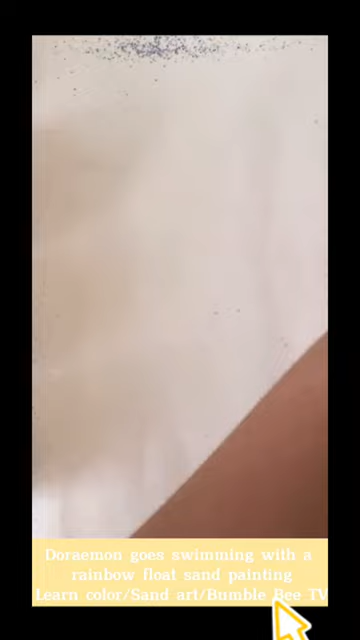 Doraemon goes swimming with a
rainbow float sand painting
Learn color/Sand art/Bumble Bee TV